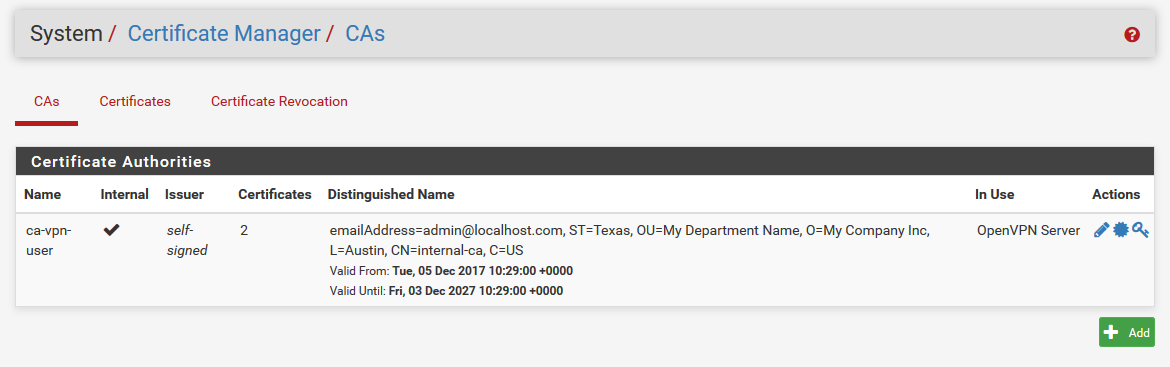 System / Certificate Manager / CAs
?
CAs Certificates Certificate Revocation
Certificate Authorities
Name Internal Issuer Certificates Distinguished Name In Use Actions
ca-vpn-
user
self-
signed
2
emailAddress=admin@localhost.com, ST=Texas, OU=My Department Name, O=My Company Inc,
L=Austin, CN=internal-ca, C=US
Valid From: Tue, 05 Dec 2017 10:29:00 +0000
Valid Until: Fri, 03 Dec 2027 10:29:00 +0000
OpenVPN Server
Add